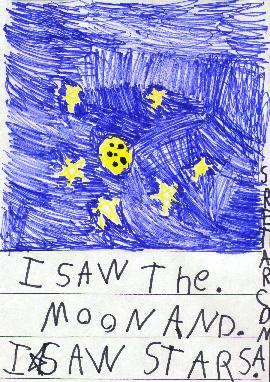 I SAW The.
MOON AND.
I SAW STARS.